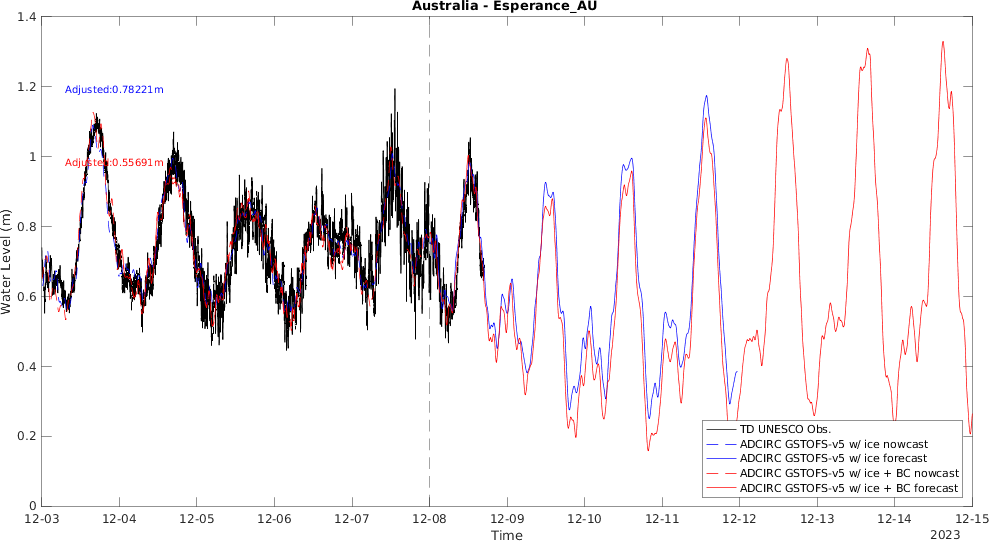 Australia - Esperance_AU
1.4
1.2
1
0.8
0.6
0.4
0.2
0
Water Level (m)
Adjusted:0.78221m
Adjusted:0.55691m
TD UNESCO Obs.
ADCIRC GSTOFS-v5 w/ ice nowcast
ADCIRC GSTOFS-v5 w/ ice forecast
ADCIRC GSTOFS-v5 w/ ice + BC nowcast
ADCIRC GSTOFS-v5 w/ ice + BC forecast
12-03 12-04 12-05 12-06 12-07 12-08 12-09 12-10 12-11 12-12 12-13 12-14 12-15
Time
2023